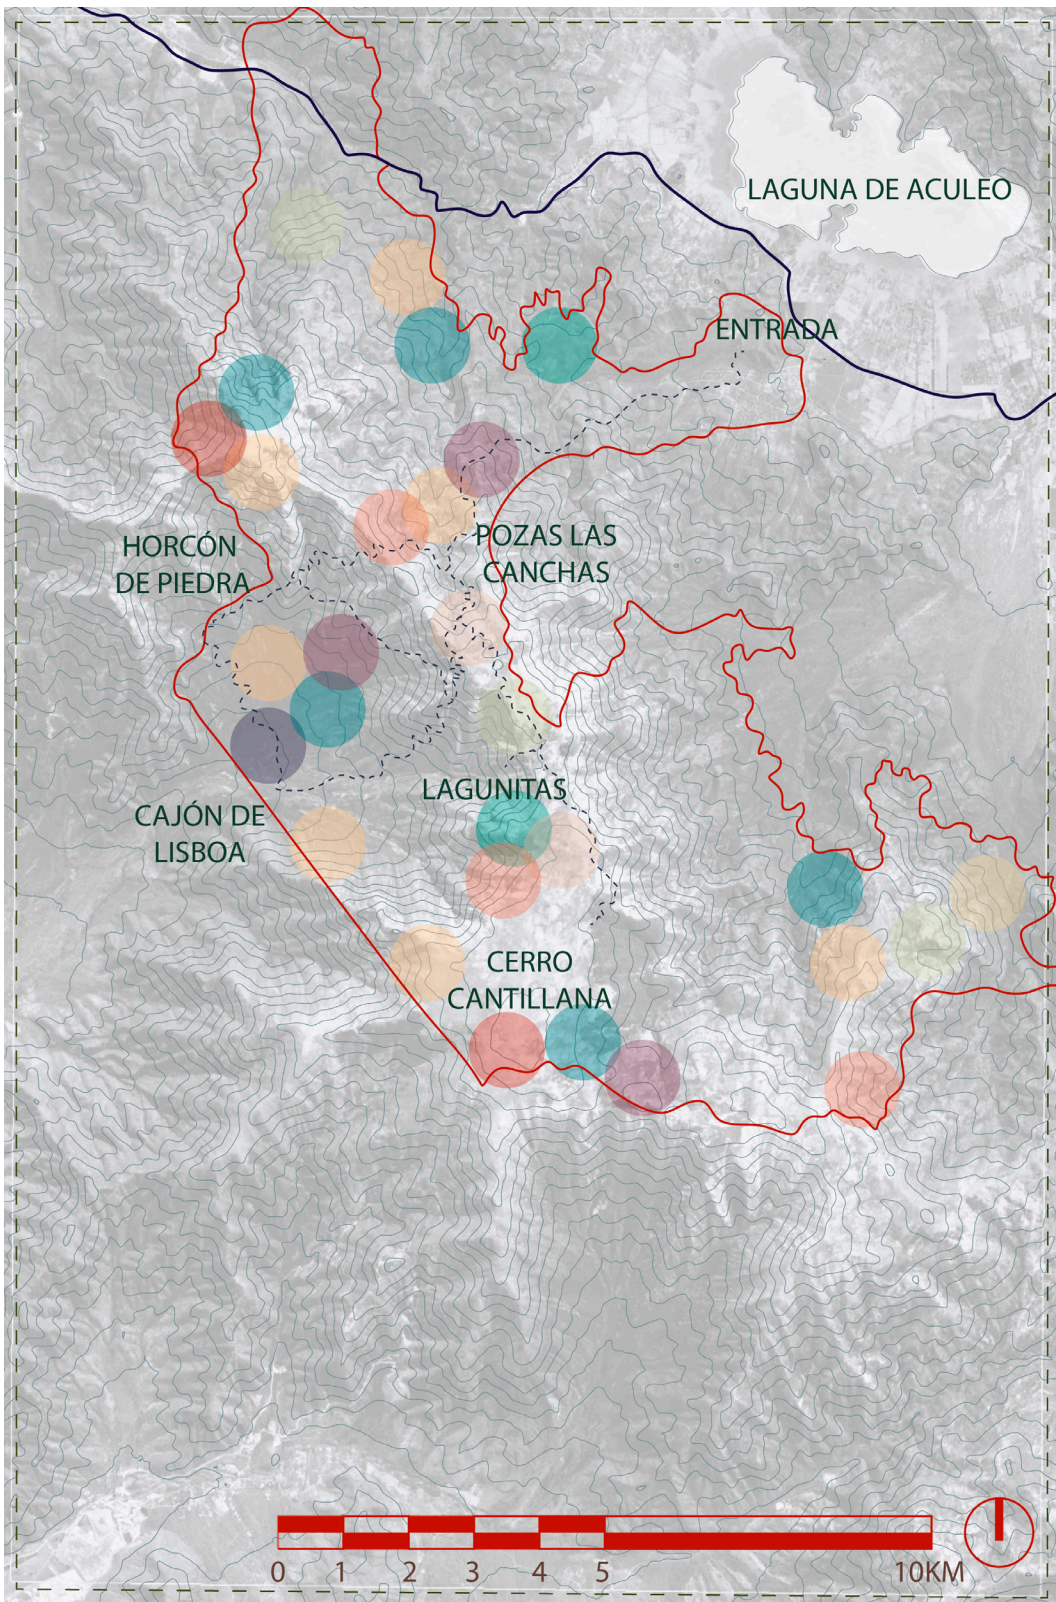 LAGUNA DE ACULEO
ENTRADA
POZAS LAS
CANCHAS
HORCÓN
DE PIEDRA
LAGUNITAS
CAJÓN DE
LISBOA
CERRO
CANTILLANA
0 1 2 3 4 5 10KM